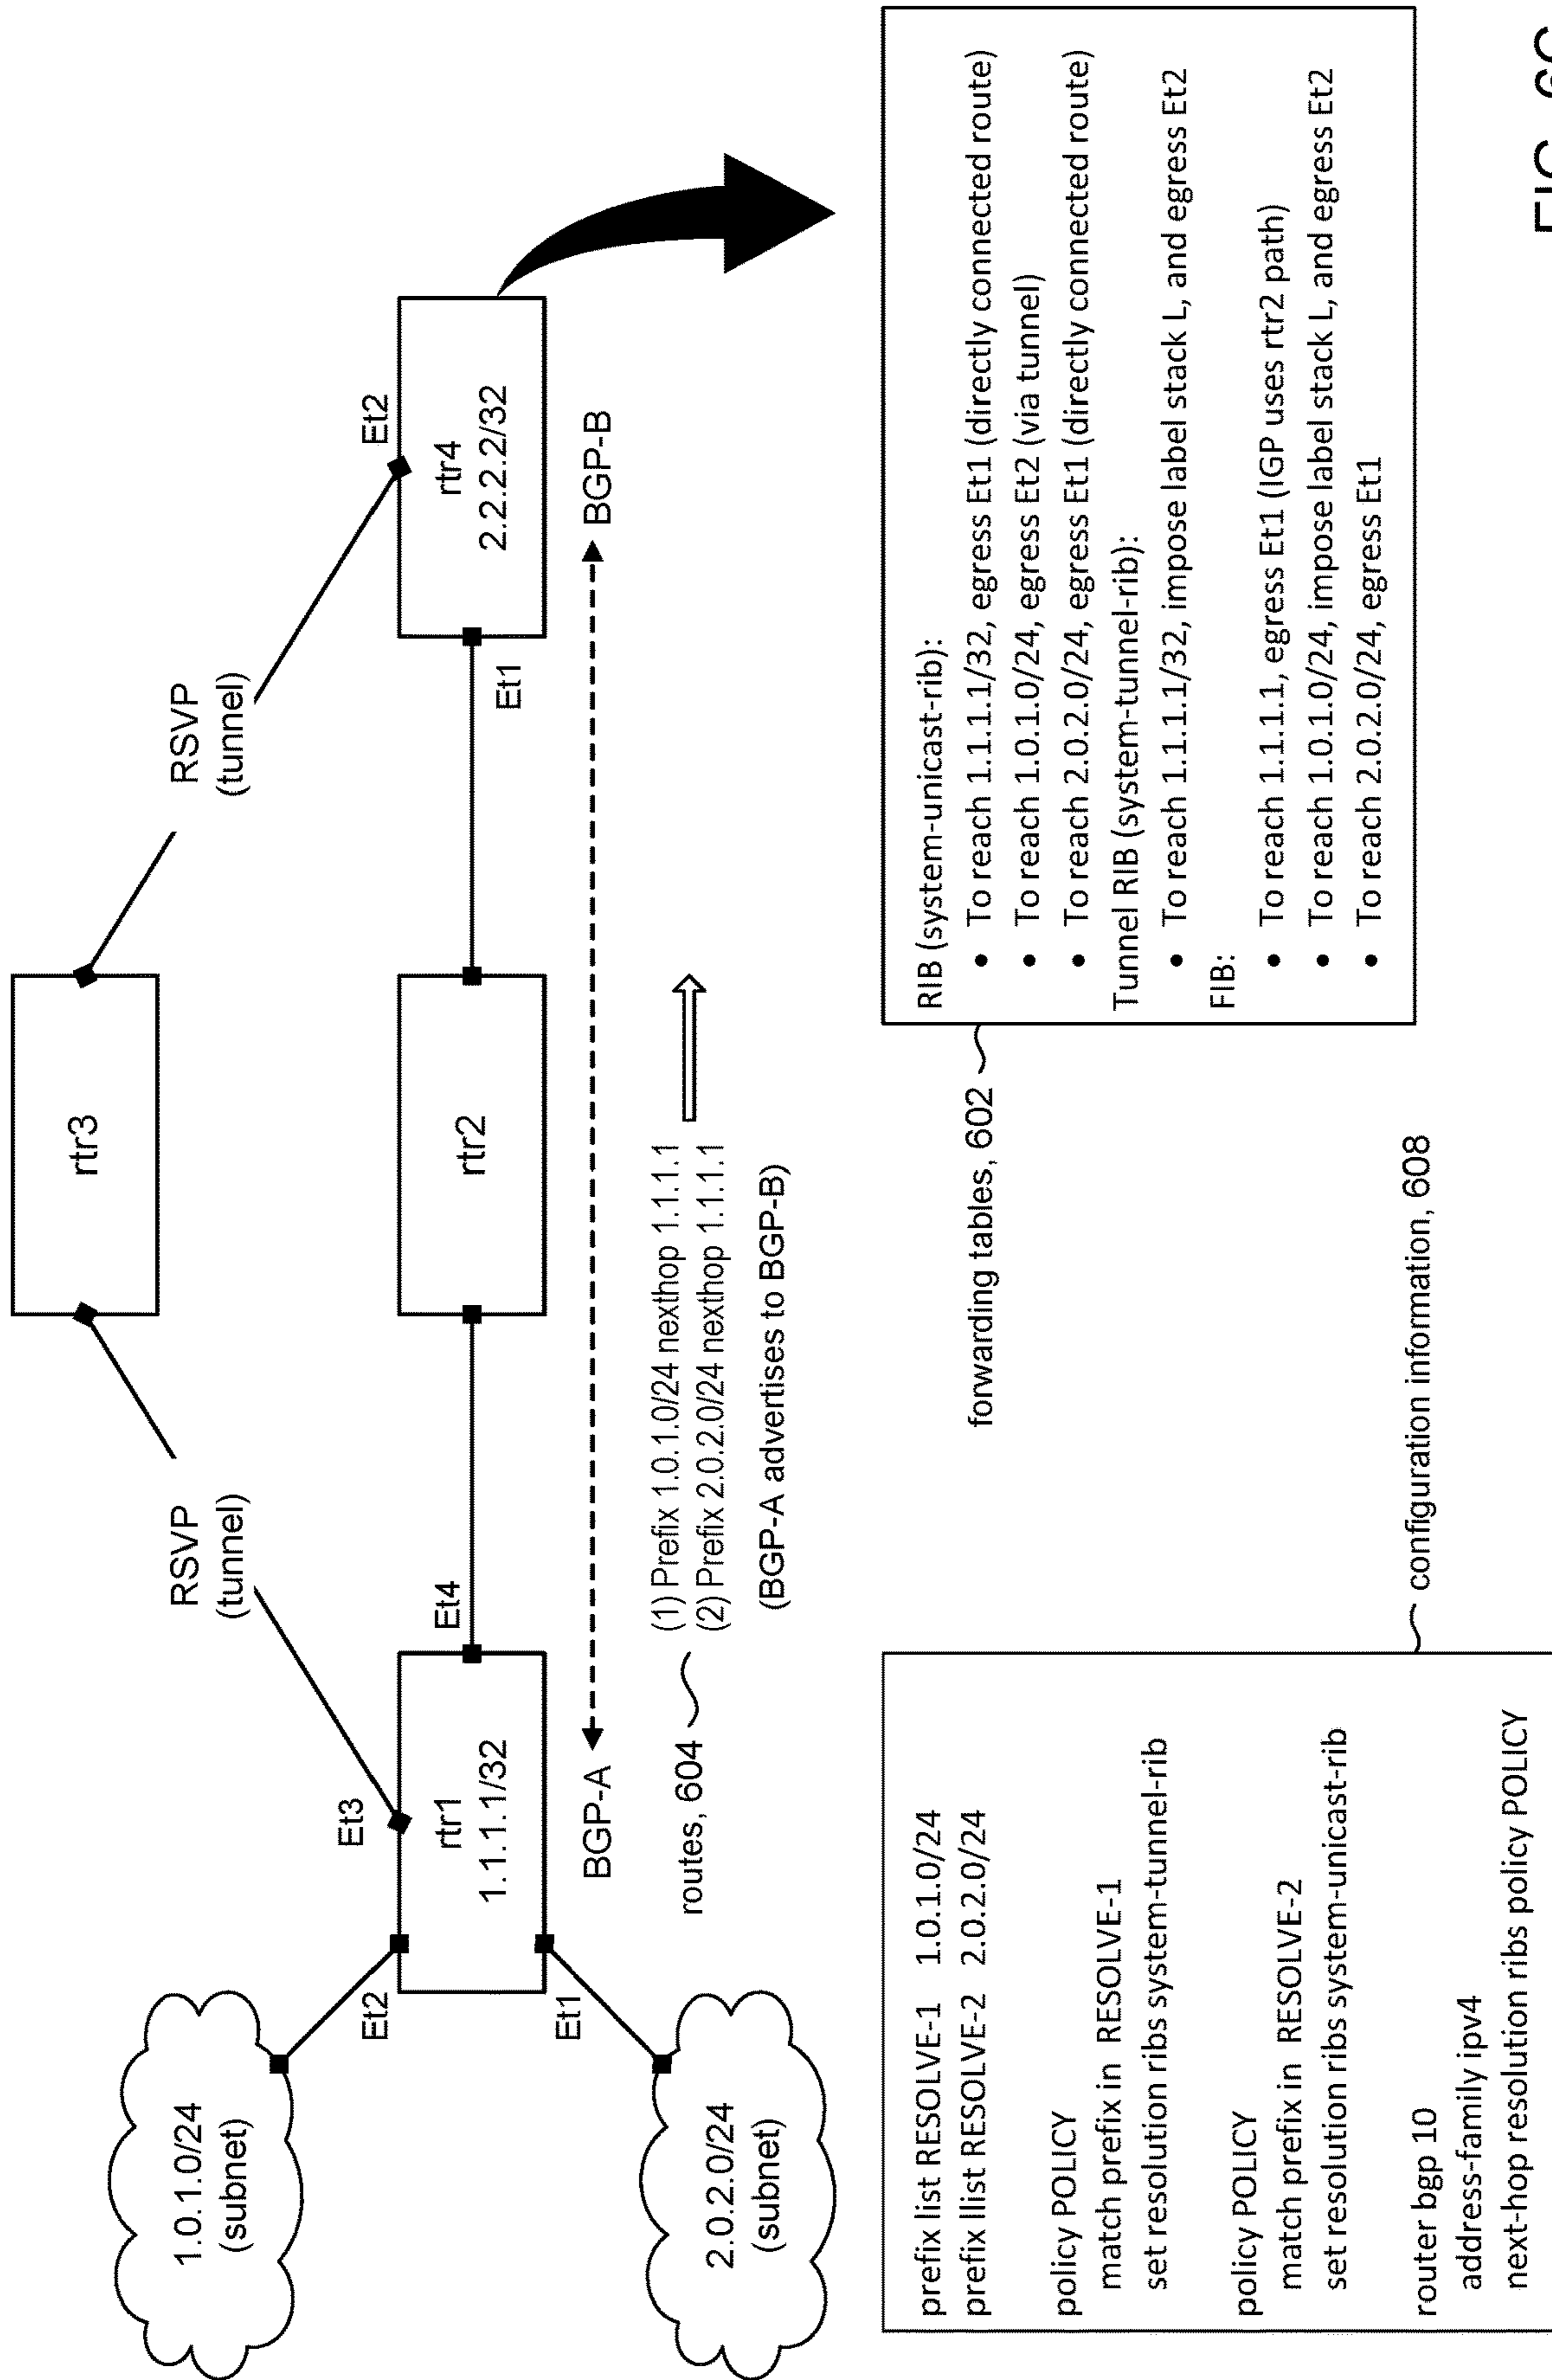 rtr3
RSVP
(tunnel)
RSVP
(tunnel)
1.0.1.0/24
(subnet)
Et2
Et3
rtr1
1.1.1.1/32
Et4
rtr2
Et2
rtr4
2.2.2.2/32
Et1
Et1
2.0.2.0/24
(subnet)
BGP-A
BGP-B
routes, 604
(1) Prefix 1.0.1.0/24 nexthop 1.1.1.1
(2) Prefix 2.0.2.0/24 nexthop 1.1.1.1
(BGP-A advertises to BGP-B)
forwarding tables, 602
RIB (system-unicast-rib):
• To reach 1.1.1.1/32, egress Et1 (directly connected route)
• To reach 1.0.1.0/24, egress Et2 (via tunnel)
• To reach 2.0.2.0/24, egress Et1 (directly connected route)
Tunnel RIB (system-tunnel-rib):
• To reach 1.1.1.1/32, impose label stack L, and egress Et2
FIB:
• To reach 1.1.1.1, egress Et1 (IGP uses rtr2 path)
• To reach 1.0.1.0/24, impose label stack L, and egress Et2
• To reach 2.0.2.0/24, egress Et1
configuration information, 608
prefix list RESOLVE-1 1.0.1.0/24
prefix llist RESOLVE-2 2.0.2.0/24
policy POLICY
match prefix in RESOLVE-1
set resolution ribs system-tunnel-rib
policy POLICY
match prefix in RESOLVE-2
set resolution ribs system-unicast-rib
router bgp 10
address-family ipv4
next-hop resolution ribs policy POLICY